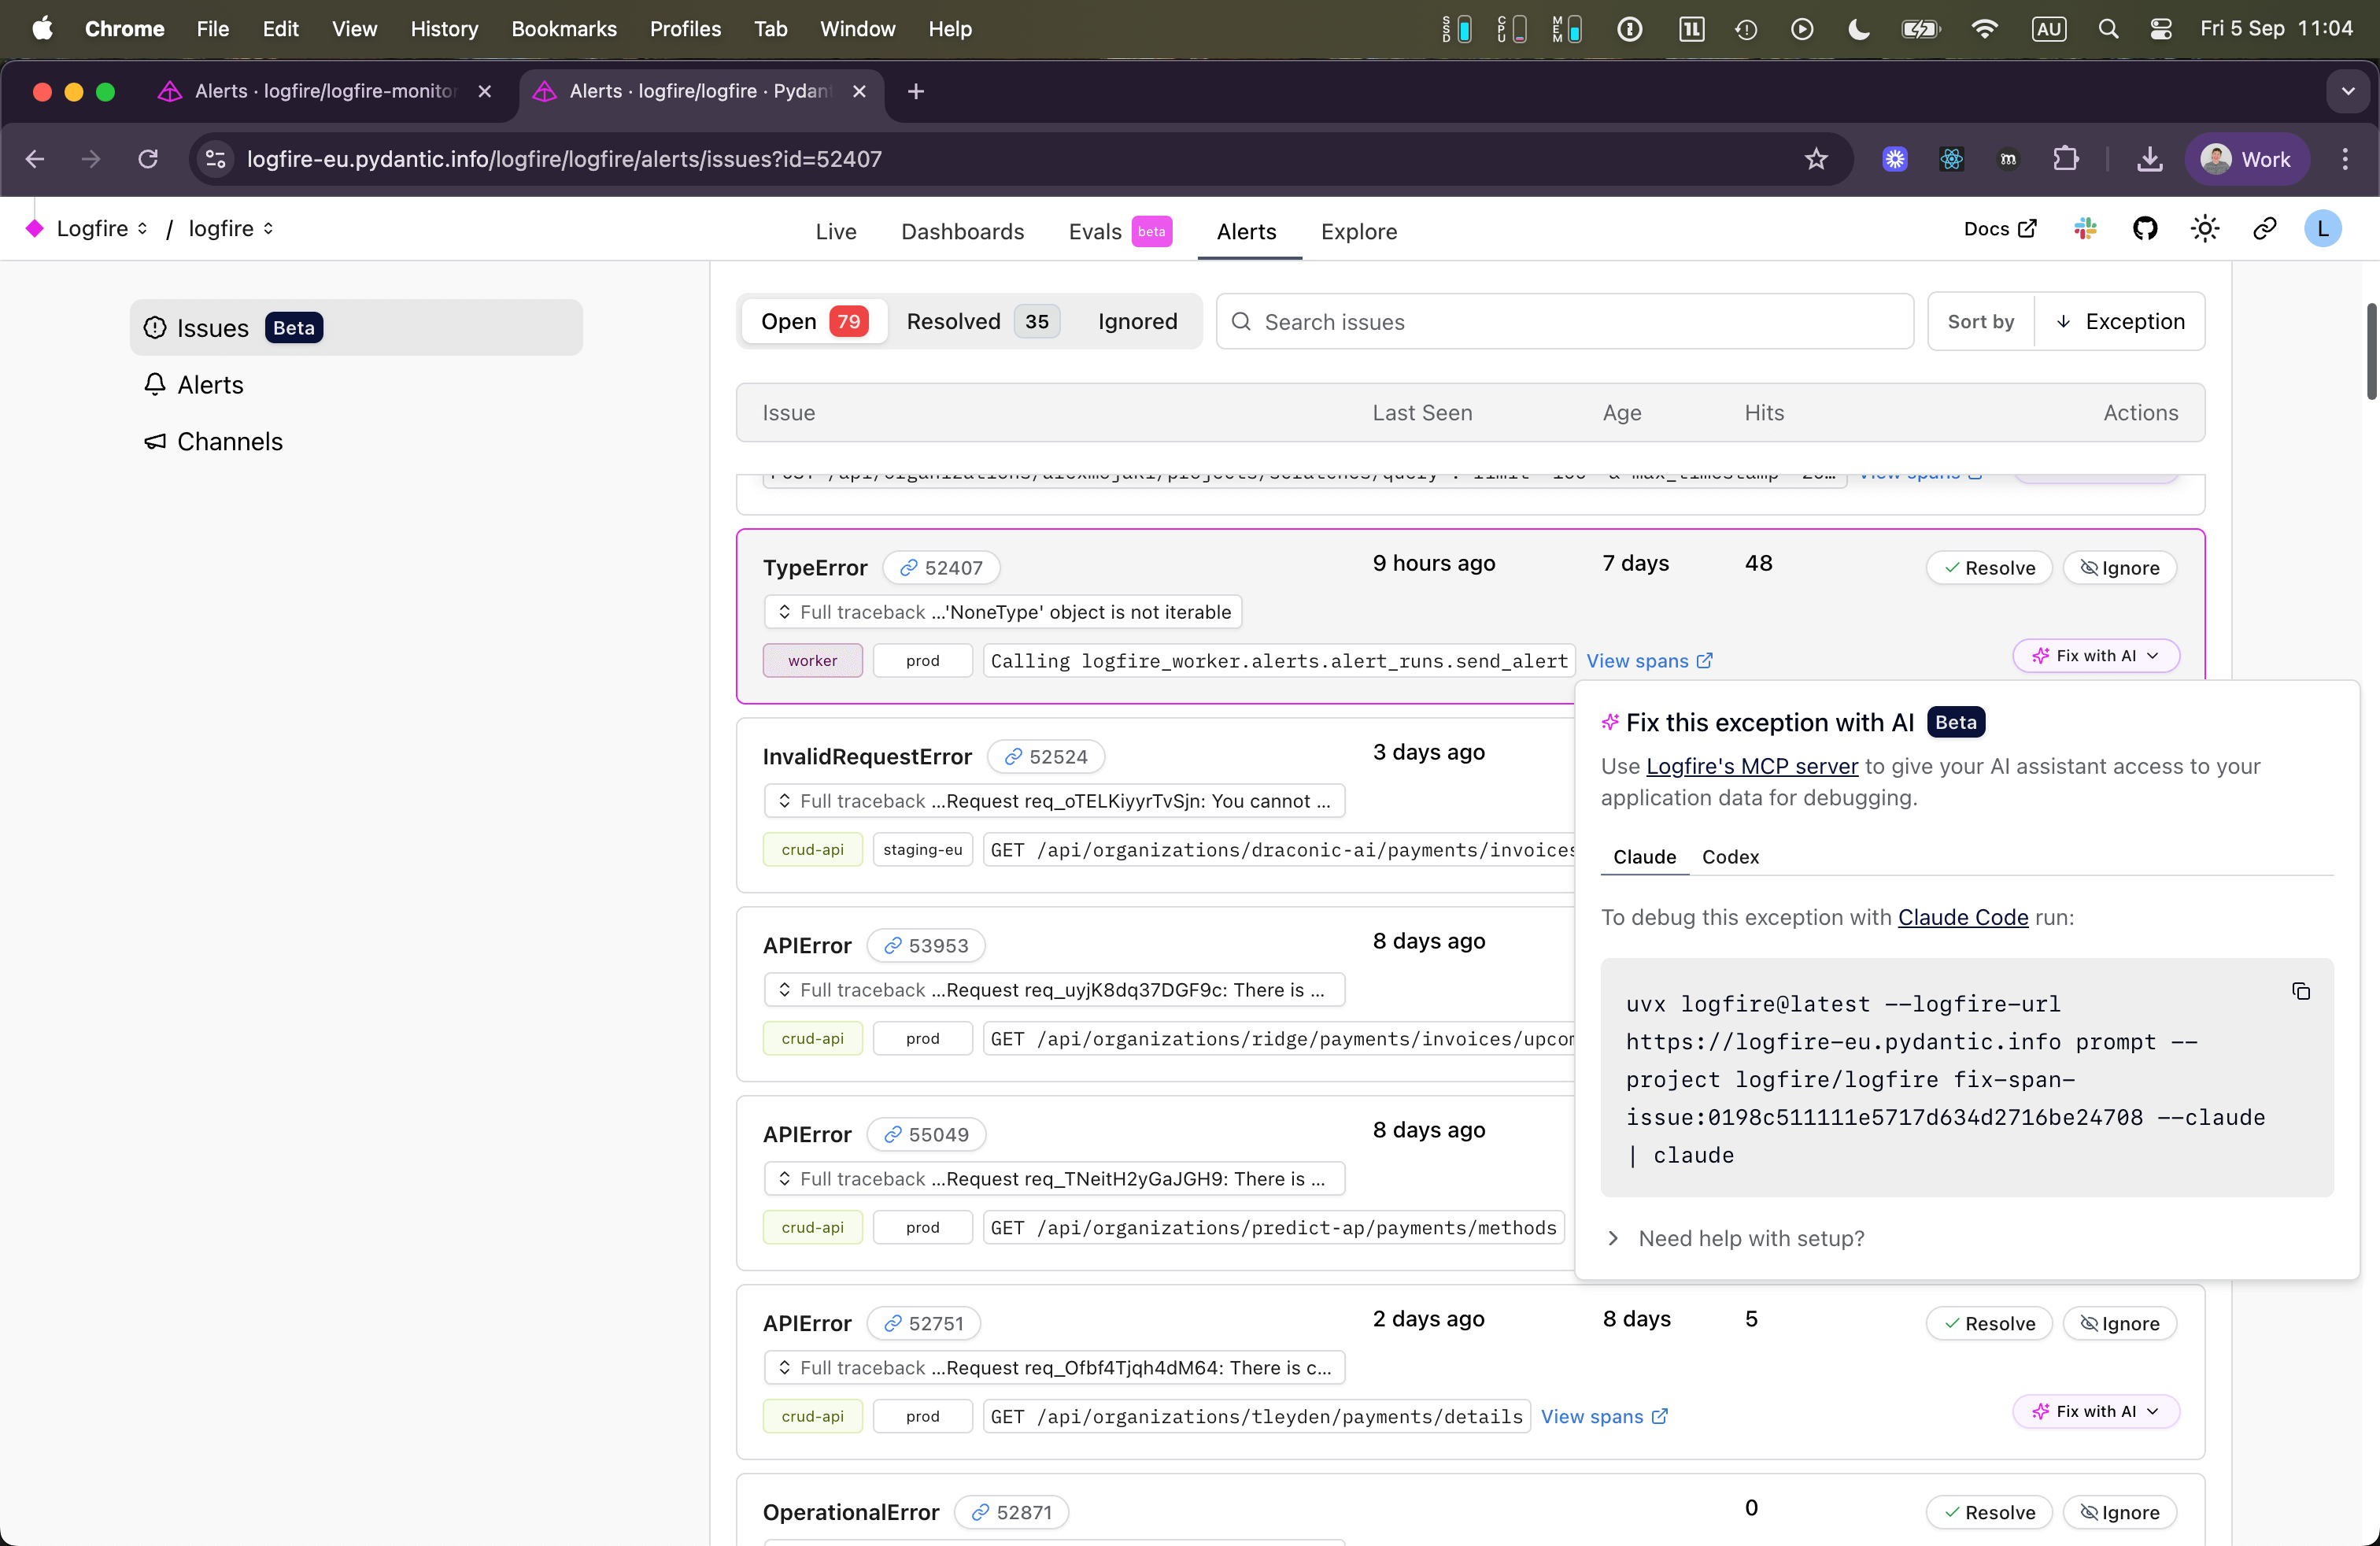 Chrome File Edit View History Bookmarks Profiles Tab Window Help
SSD CPU MEM AU Fri 5 Sep 11:04
Alerts · logfire/logfire-monitor
Alerts · logfire/logfire · Pydan
logfire-eu.pydantic.info/logfire/logfire/alerts/issues?id=52407
Work
Logfire / logfire
Live Dashboards Evals beta Alerts Explore
Docs L
Issues Beta
Alerts
Channels
Open 79 Resolved 35 Ignored
Search issues
Sort by Exception
Issue Last Seen Age Hits Actions
TypeError 52407 9 hours ago 7 days 48 Resolve Ignore
Full traceback ...'NoneType' object is not iterable
worker prod Calling logfire_worker.alerts.alert_runs.send_alert View spans Fix with AI
InvalidRequestError 52524 3 days ago
Full traceback ...Request req_oTELKiyyrTvSjn: You cannot ...
crud-api staging-eu GET /api/organizations/draconic-ai/payments/invoices
APIError 53953 8 days ago
Full traceback ...Request req_uyjK8dq37DGF9c: There is ...
crud-api prod GET /api/organizations/ridge/payments/invoices/upcom
APIError 55049 8 days ago
Full traceback ...Request req_TNeitH2yGaJGH9: There is ...
crud-api prod GET /api/organizations/predict-ap/payments/methods
APIError 52751 2 days ago 8 days 5 Resolve Ignore
Full traceback ...Request req_Ofbf4Tjqh4dM64: There is c...
crud-api prod GET /api/organizations/tleyden/payments/details View spans Fix with AI
OperationalError 52871 0 Resolve Ignore
Fix this exception with AI Beta
Use Logfire's MCP server to give your AI assistant access to your
application data for debugging.
Claude Codex
To debug this exception with Claude Code run:
uvx logfire@latest --logfire-url
https://logfire-eu.pydantic.info prompt --
project logfire/logfire fix-span-
issue:0198c511111e5717d634d2716be24708 --claude
| claude
Need help with setup?